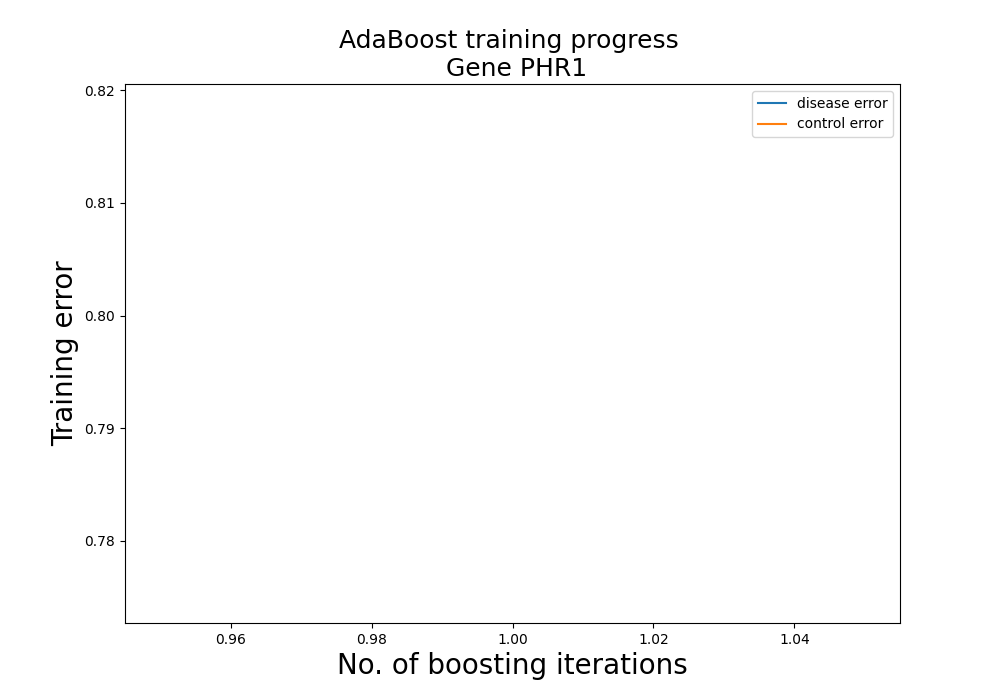 AdaBoost training progress
Gene PHR1
disease error
control error
0.82
0.81
0.80
0.79
0.78
Training error
0.96
0.98
1.00
1.02
1.04
No. of boosting iterations